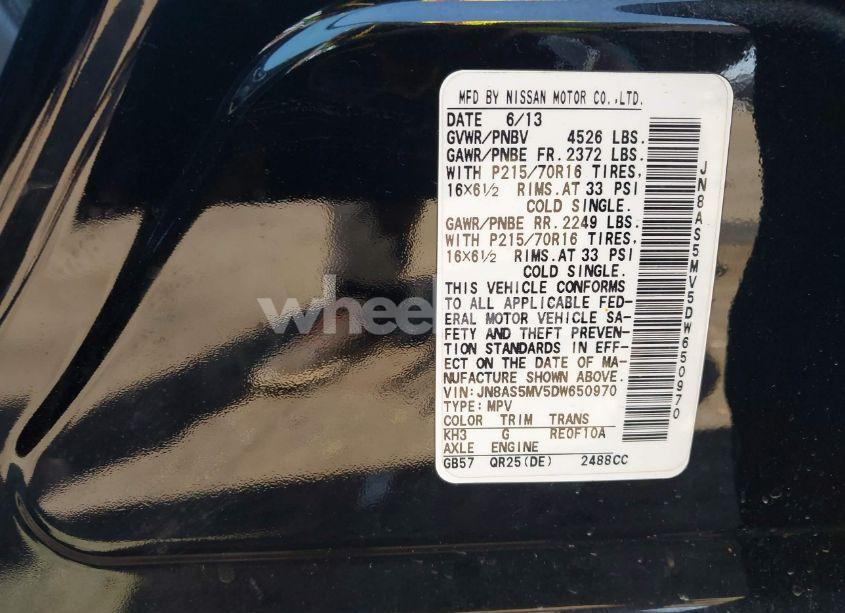 MFD BY NISSAN MOTOR CO.,LTD.
DATE 6/13
GVWR/PNBV 4526 LBS.
GAWR/PNBE FR. 2372 LBS.
WITH P215/70R16 TIRES,
16×6½ RIMS.AT 33 PSI
COLD SINGLE.
GAWR/PNBE RR. 2249 LBS.
WITH P215/70R16 TIRES,
16×6½ RIMS.AT 33 PSI
COLD SINGLE.
THIS VEHICLE CONFORMS
TO ALL APPLICABLE FED-
ERAL MOTOR VEHICLE SA-
FETY AND THEFT PREVEN-
TION STANDARDS IN EFF-
ECT ON THE DATE OF MA-
NUFACTURE SHOWN ABOVE.
VIN:JN8AS5MV5DW650970
TYPE:MPV
COLOR TRIM TRANS
KH3 G RE0F10A
AXLE ENGINE
GB57 QR25(DE) 2488CC
JN8AS5MV5DW650970
wheel